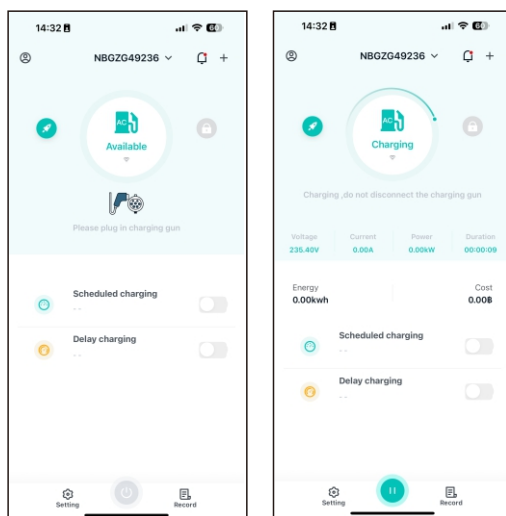 14:32
NBGZG49236
AC
Available
Please plug in charging gun
Scheduled charging
- -
Delay charging
- -
Setting
Record
14:32
NBGZG49236
AC
Charging
Charging ,do not disconnect the charging gun
Voltage Current Power Duration
235.40V 0.00A 0.00kW 00:00:09
Energy Cost
0.00kwh 0.00฿
Scheduled charging
- -
Delay charging
- -
Setting
Record